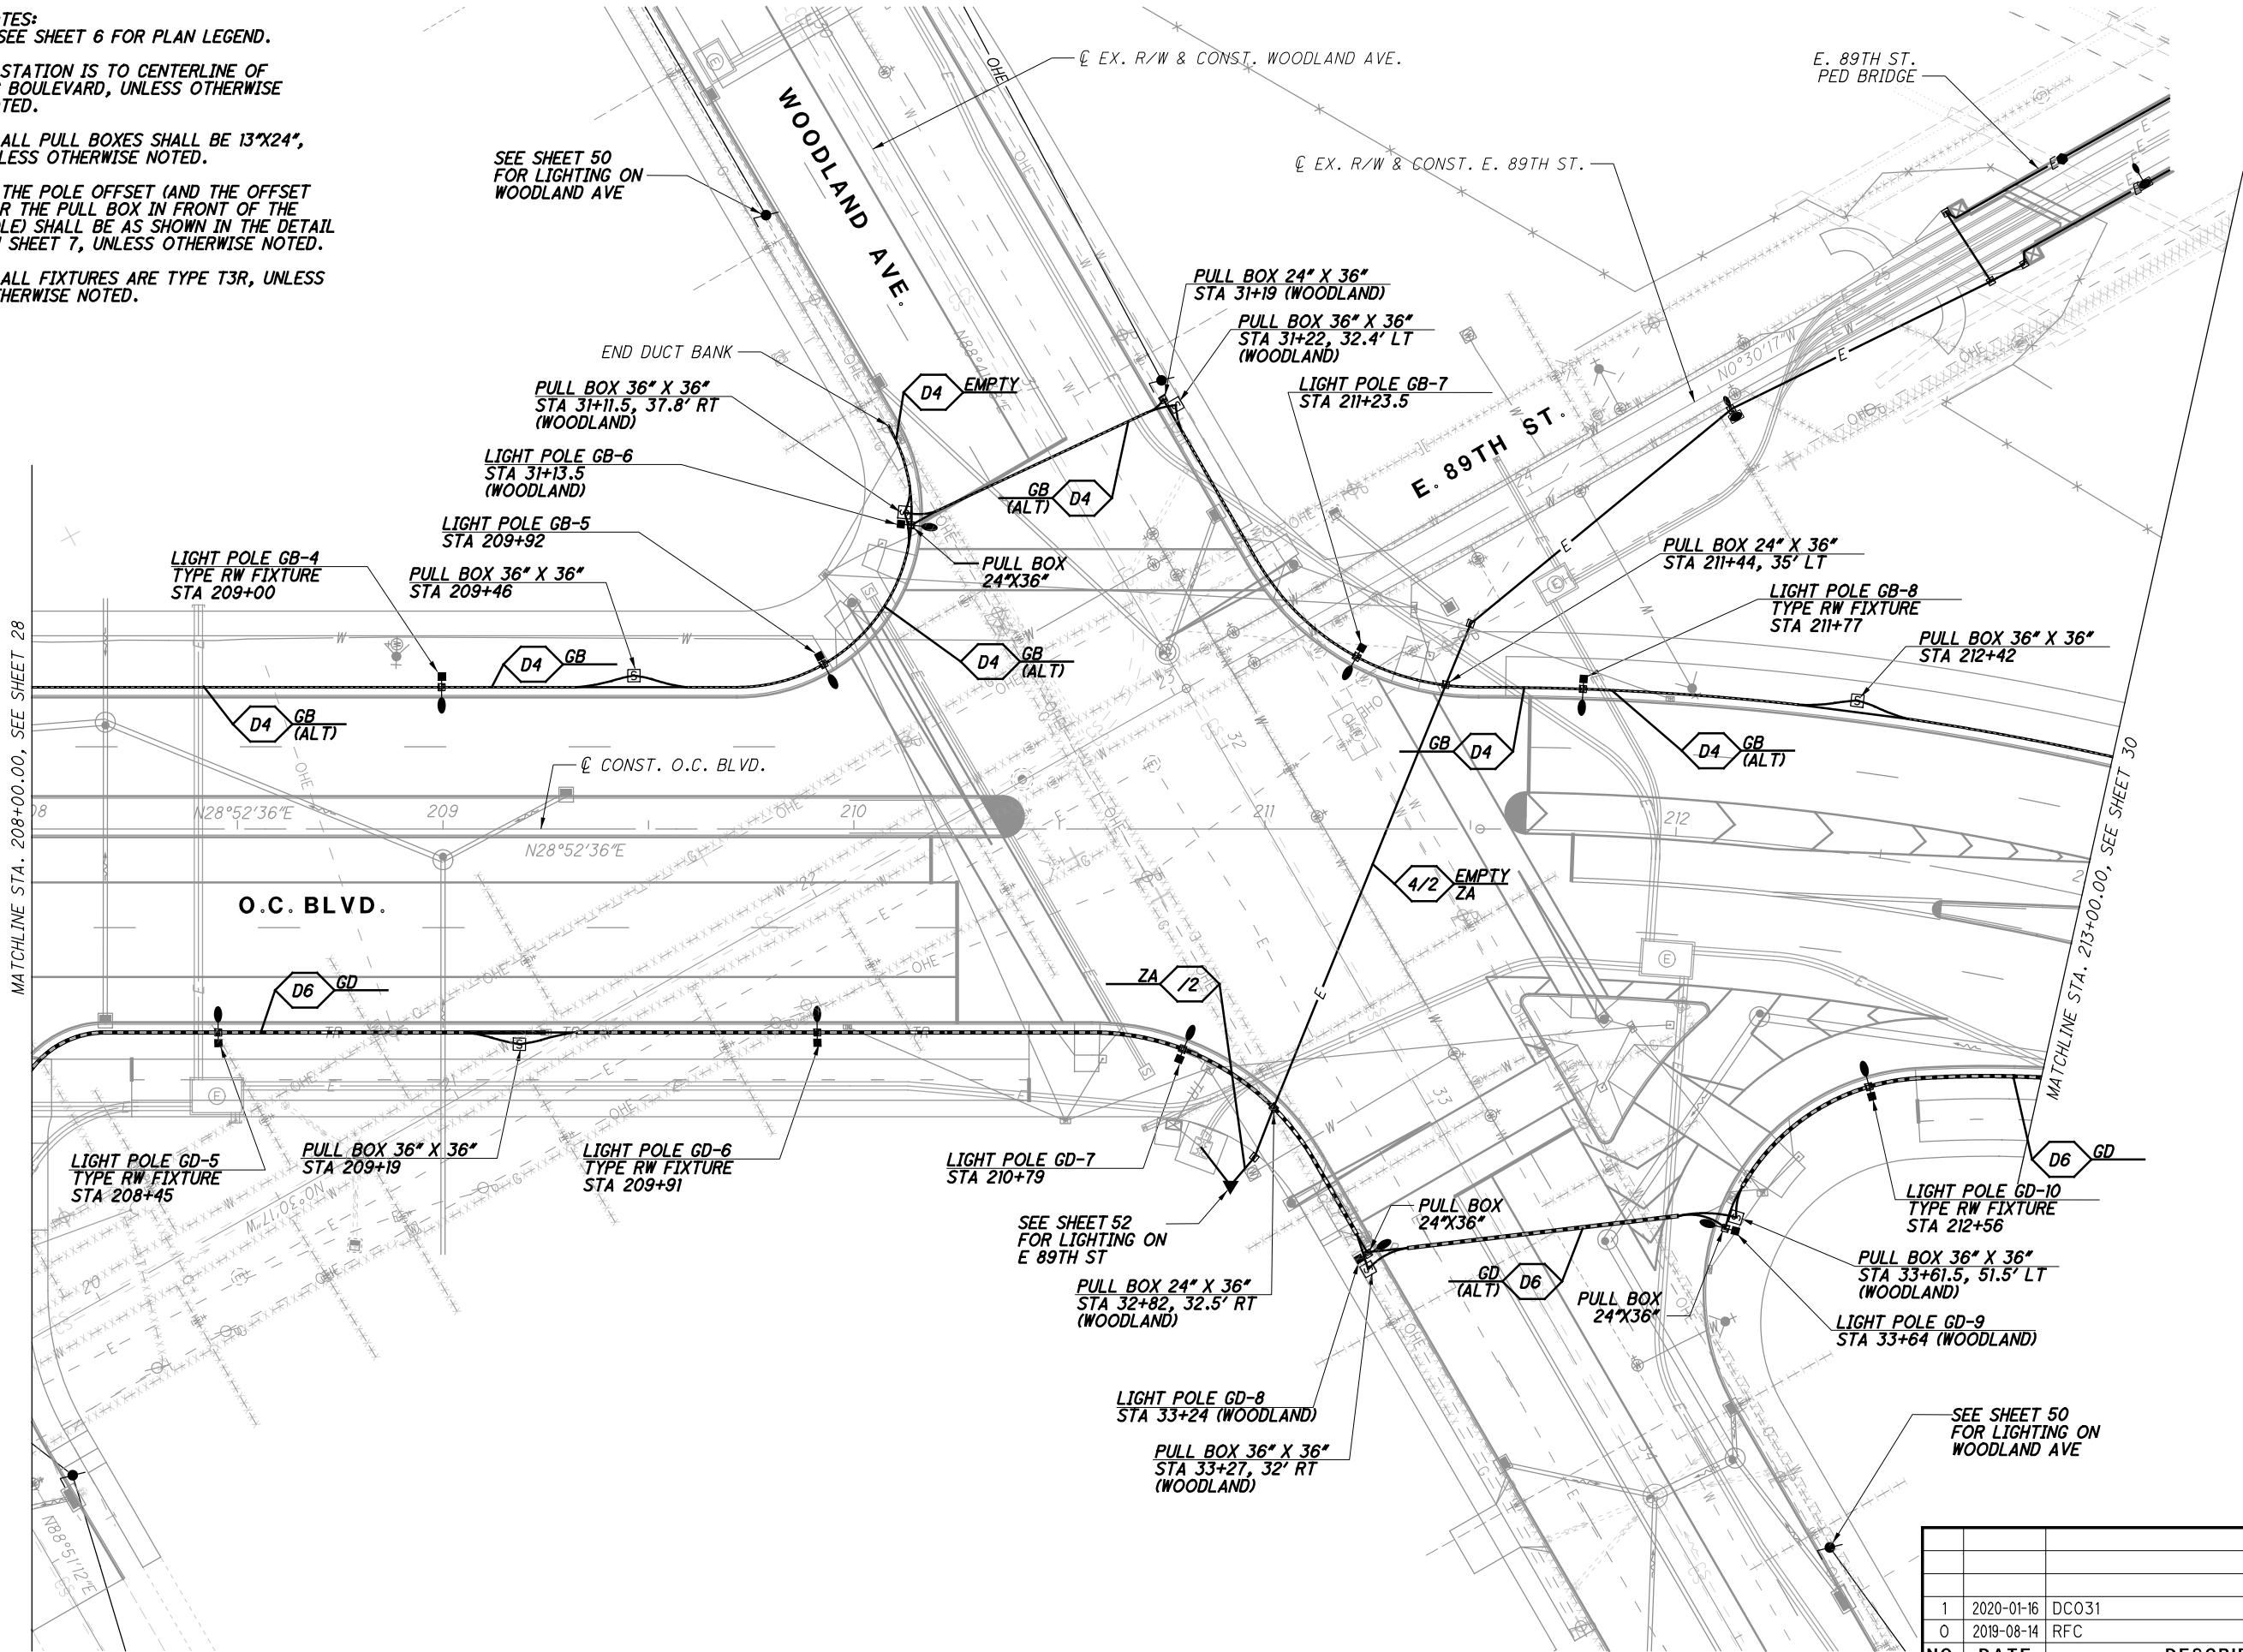 TES:
SEE SHEET 6 FOR PLAN LEGEND.
STATION IS TO CENTERLINE OF
BOULEVARD, UNLESS OTHERWISE
TED.
ALL PULL BOXES SHALL BE 13"X24",
LESS OTHERWISE NOTED.
THE POLE OFFSET (AND THE OFFSET
R THE PULL BOX IN FRONT OF THE
LE) SHALL BE AS SHOWN IN THE DETAIL
SHEET 7, UNLESS OTHERWISE NOTED.
ALL FIXTURES ARE TYPE T3R, UNLESS
HERWISE NOTED.
SEE SHEET 50
FOR LIGHTING ON
WOODLAND AVE
WOODLAND AVE.
℄ EX. R/W & CONST. WOODLAND AVE.
E. 89TH ST.
PED BRIDGE
℄ EX. R/W & CONST. E. 89TH ST.
PULL BOX 24" X 36"
STA 31+19 (WOODLAND)
PULL BOX 36" X 36"
STA 31+22, 32.4' LT
(WOODLAND)
END DUCT BANK
D4 EMPTY
PULL BOX 36" X 36"
STA 31+11.5, 37.8' RT
(WOODLAND)
LIGHT POLE GB-7
STA 211+23.5
N0°30'17"W
E. 89TH ST.
LIGHT POLE GB-6
STA 31+13.5
(WOODLAND)
GB
(ALT) D4
LIGHT POLE GB-5
STA 209+92
LIGHT POLE GB-4
TYPE RW FIXTURE
STA 209+00
PULL BOX 36" X 36"
STA 209+46
PULL BOX
24"X36"
PULL BOX 24" X 36"
STA 211+44, 35' LT
LIGHT POLE GB-8
TYPE RW FIXTURE
STA 211+77
PULL BOX 36" X 36"
STA 212+42
MATCHLINE STA. 208+00.00, SEE SHEET 28
D4 GB
D4 GB
(ALT)
D4 GB
(ALT)
GB D4
D4 GB
(ALT)
℄ CONST. O.C. BLVD.
08
N28°52'36"E
209
210
211
212
N28°52'36"E
MATCHLINE STA. 213+00.00, SEE SHEET 30
4/2 EMPTY
ZA
O.C. BLVD.
D6 GD
ZA /2
LIGHT POLE GD-5
TYPE RW FIXTURE
STA 208+45
PULL BOX 36" X 36"
STA 209+19
LIGHT POLE GD-6
TYPE RW FIXTURE
STA 209+91
LIGHT POLE GD-7
STA 210+79
D6 GD
N0°30'17"W
SEE SHEET 52
FOR LIGHTING ON
E 89TH ST
PULL BOX
24"X36"
LIGHT POLE GD-10
TYPE RW FIXTURE
STA 212+56
PULL BOX 24" X 36"
STA 32+82, 32.5' RT
(WOODLAND)
GD
(ALT) D6
PULL BOX
24"X36"
PULL BOX 36" X 36"
STA 33+61.5, 51.5' LT
(WOODLAND)
LIGHT POLE GD-9
STA 33+64 (WOODLAND)
LIGHT POLE GD-8
STA 33+24 (WOODLAND)
PULL BOX 36" X 36"
STA 33+27, 32' RT
(WOODLAND)
SEE SHEET 50
FOR LIGHTING ON
WOODLAND AVE
N88°51'12"E
1 2020-01-16 DC031
0 2019-08-14 RFC